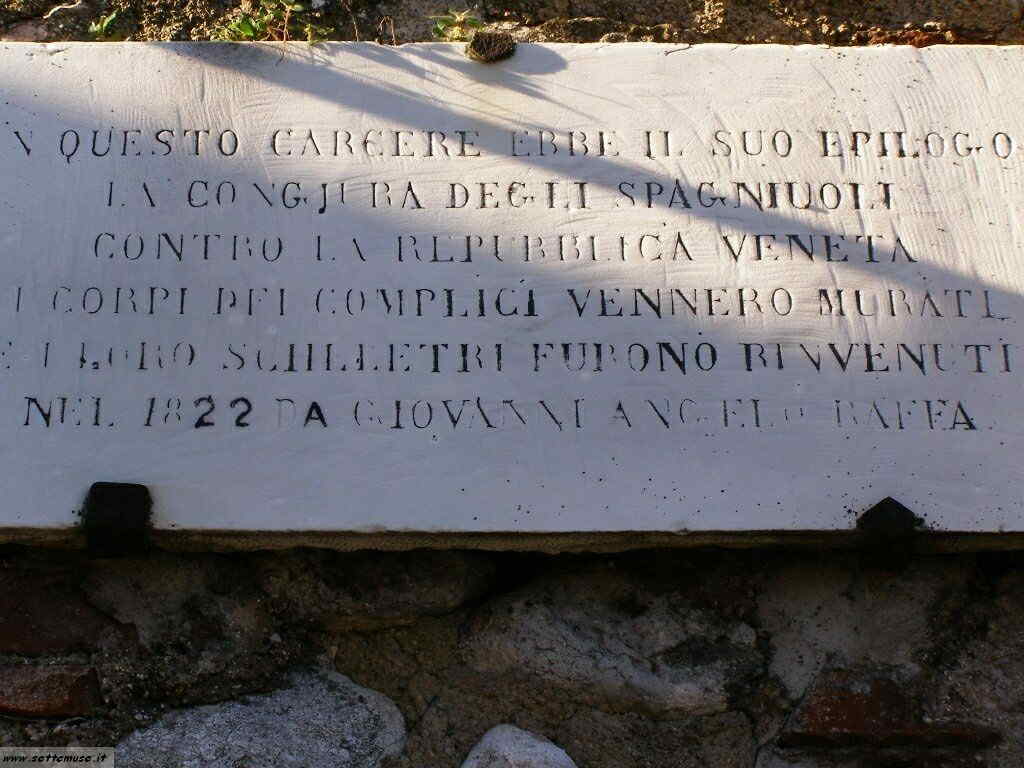 N QUESTO CARCERE EBBE IL SUO EPILOGO
LA CONGJURA DEGLI SPAGNIUOLI
CONTRO LA REPUBBLICA VENETA
I CORPI DEI COMPLICI VENNERO MURATI
E I LORO SCHELETRI FURONO RINVENUTI
NEL 1822 DA GIOVANNI ANGELO RAFFA
www.settemuse.it